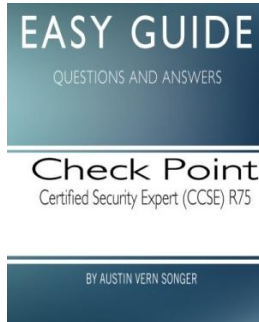 EASY GUIDE
QUESTIONS AND ANSWERS
Check Point
Certified Security Expert (CCSE) R75
BY AUSTIN VERN SONGER